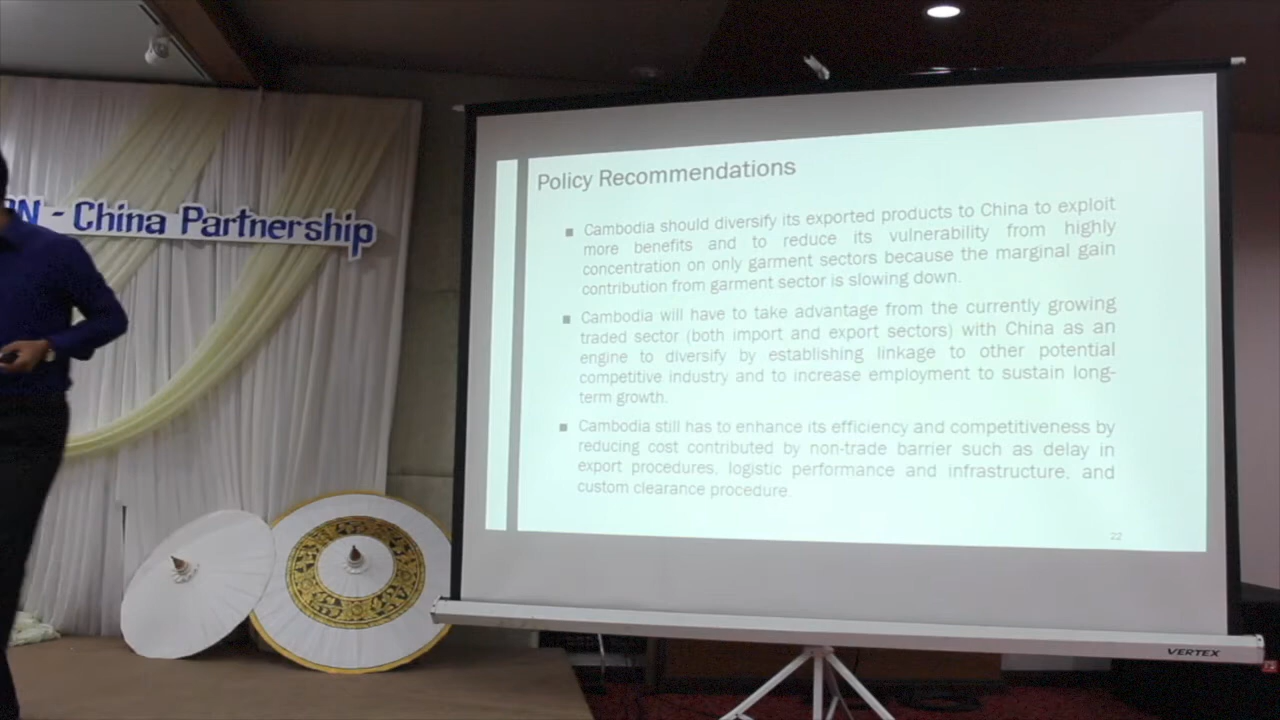 - China Partnership
Policy Recommendations
Cambodia should diversify its exported products to China to exploit
more benefits and to reduce its vulnerability from highly
concentration on only garment sectors because the marginal gain
contribution from garment sector is slowing down.
Cambodia will have to take advantage from the currently growing
traded sector (both import and export sectors) with China as an
engine to diversify by establishing linkage to other potential
competitive industry and to increase employment to sustain long-
term growth.
Cambodia still has to enhance its efficiency and competitiveness by
reducing cost contributed by non-trade barrier such as delay in
export procedures, logistic performance and infrastructure, and
custom clearance procedure.
22
VERTEX